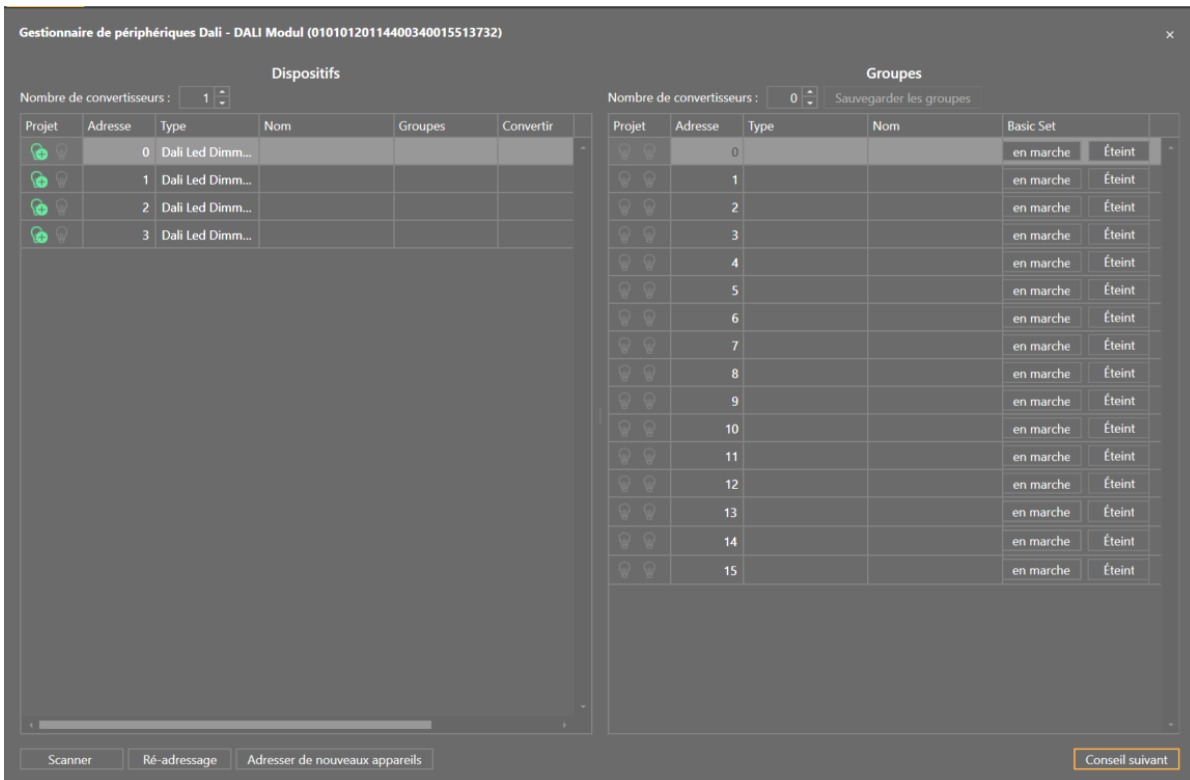 Gestionnaire de périphériques Dali - DALI Modul (01010120114400340015513732) ×
Dispositifs
Nombre de convertisseurs : 1
Projet Adresse Type Nom Groupes Convertir
0 Dali Led Dimm...
1 Dali Led Dimm...
2 Dali Led Dimm...
3 Dali Led Dimm...
Groupes
Nombre de convertisseurs : 0 Sauvegarder les groupes
Projet Adresse Type Nom Basic Set
0 en marche Éteint
1 en marche Éteint
2 en marche Éteint
3 en marche Éteint
4 en marche Éteint
5 en marche Éteint
6 en marche Éteint
7 en marche Éteint
8 en marche Éteint
9 en marche Éteint
10 en marche Éteint
11 en marche Éteint
12 en marche Éteint
13 en marche Éteint
14 en marche Éteint
15 en marche Éteint
Scanner Ré-adressage Adresser de nouveaux appareils Conseil suivant